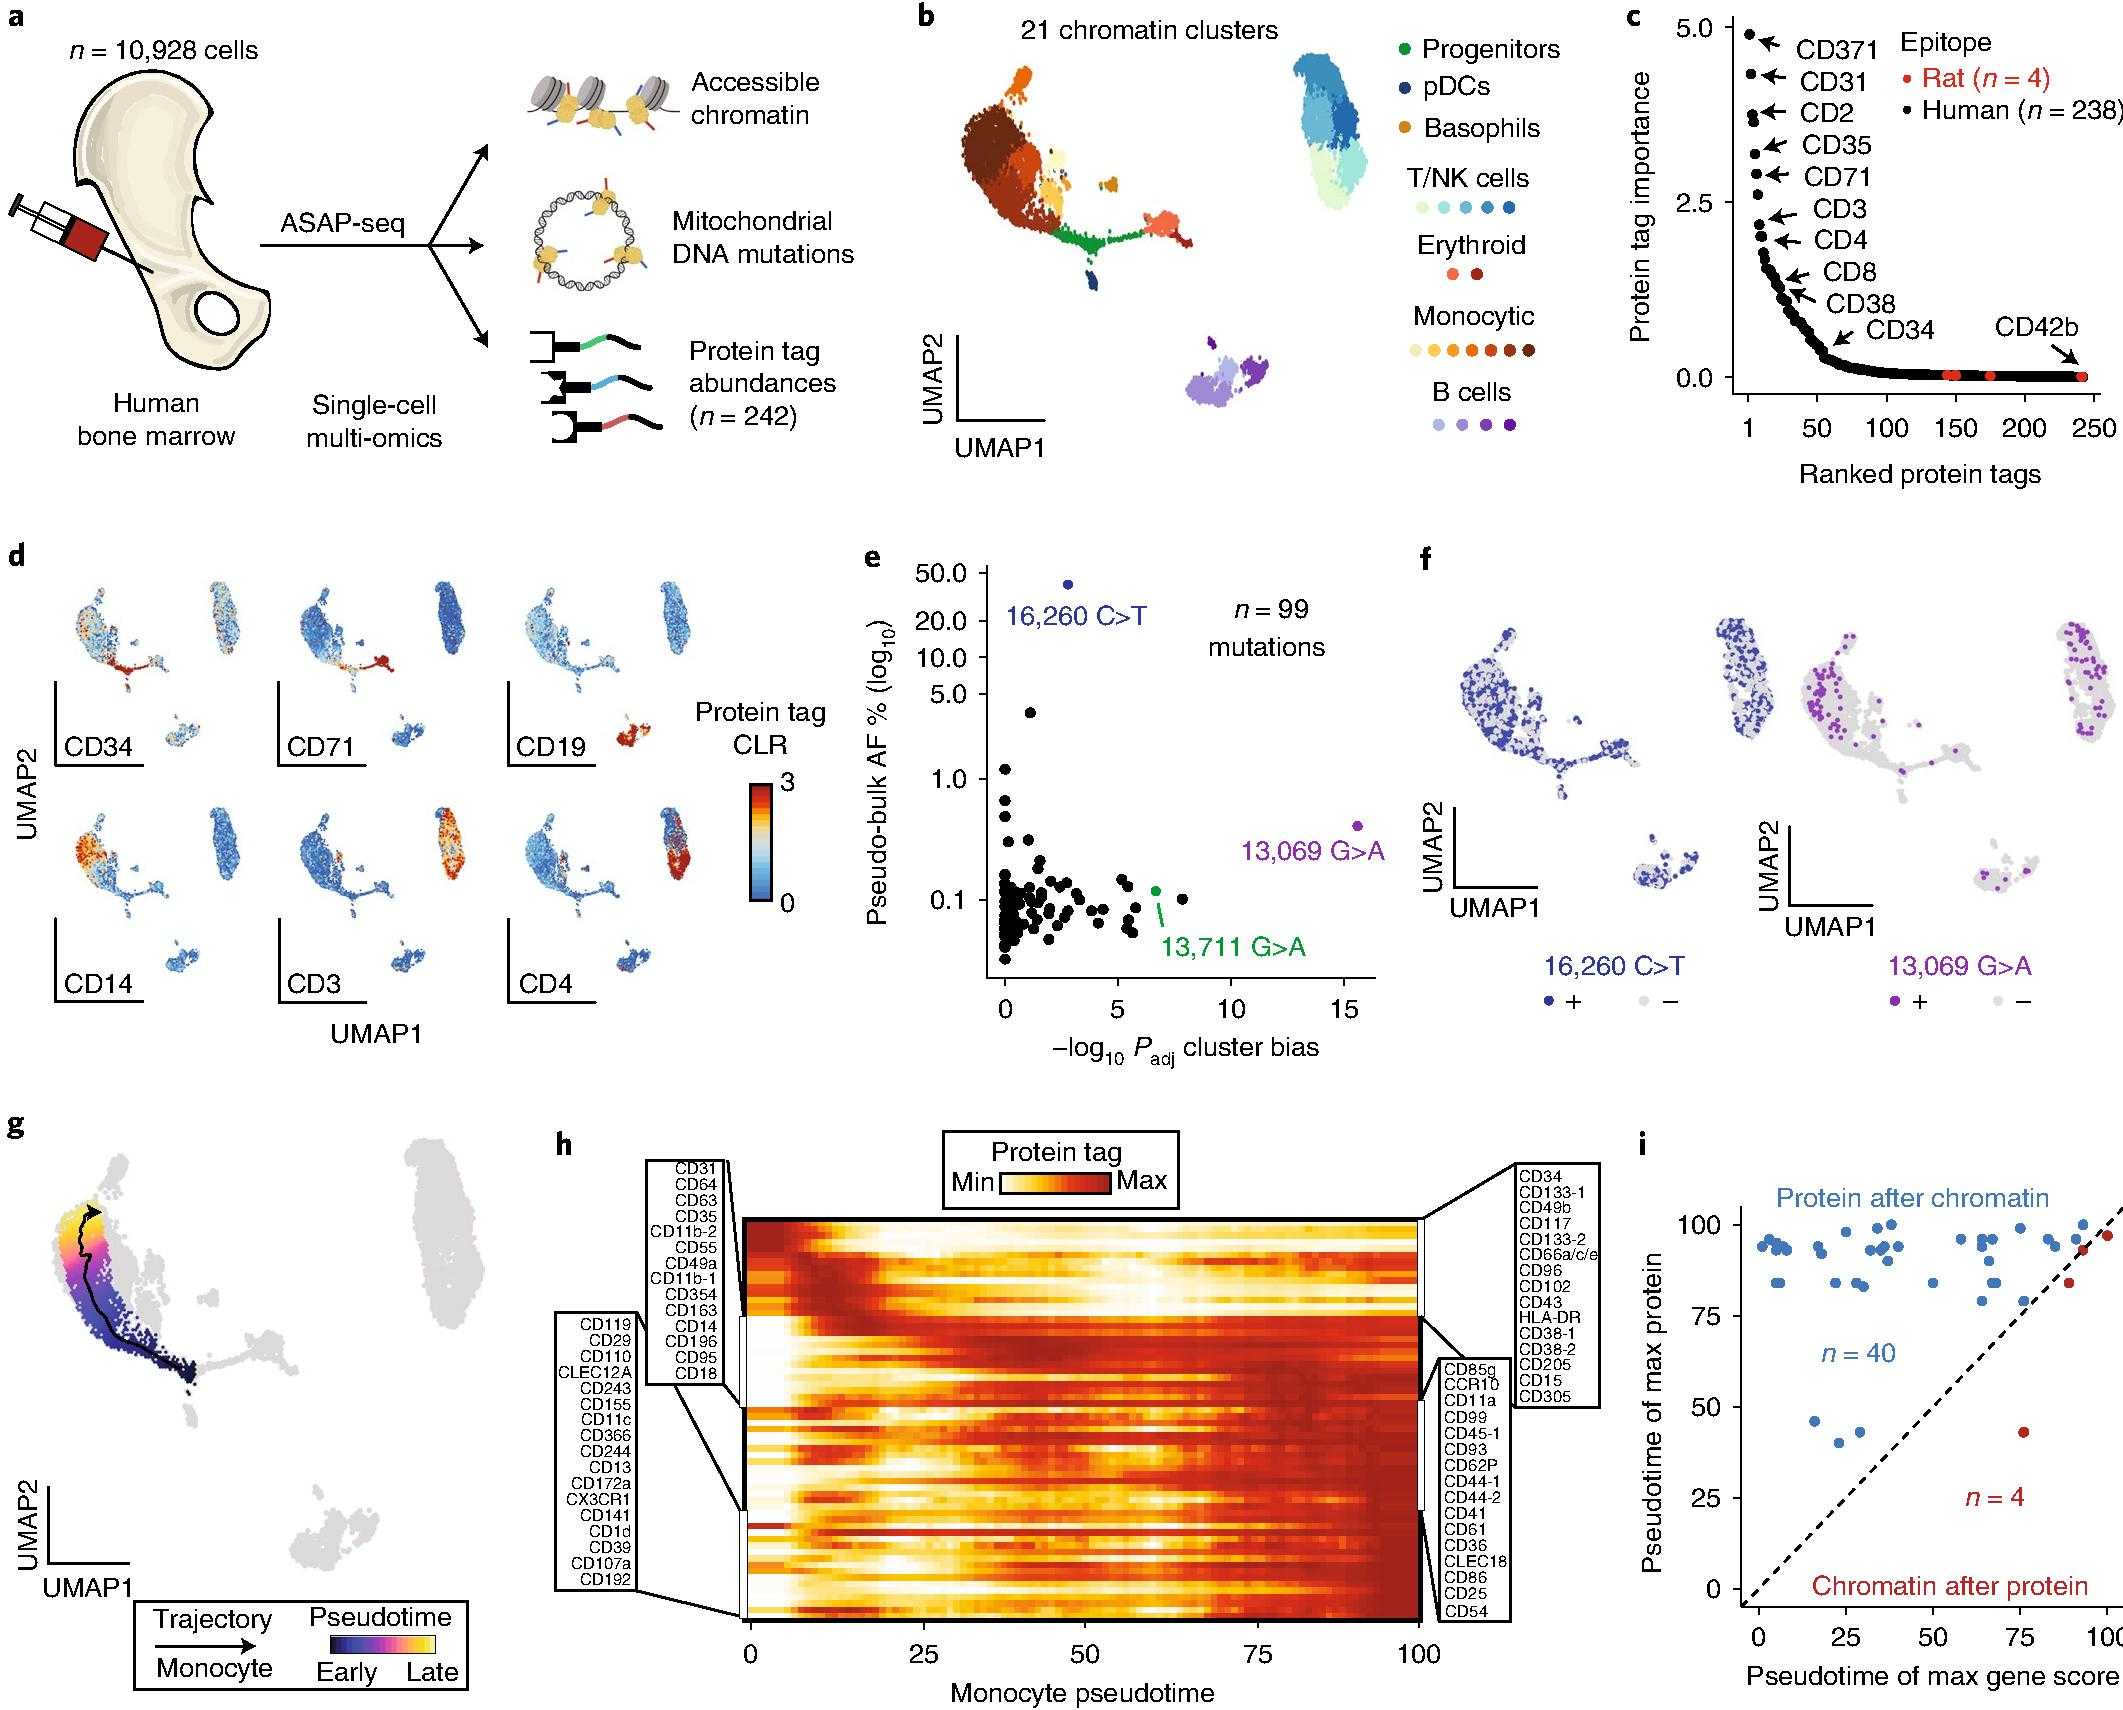 a
n = 10,928 cells
ASAP-seq
Human
bone marrow
Single-cell
multi-omics
Accessible
chromatin
Mitochondrial
DNA mutations
Protein tag
abundances
(n = 242)
b
21 chromatin clusters
UMAP2
UMAP1
Progenitors
pDCs
Basophils
T/NK cells
Erythroid
Monocytic
B cells
c
Protein tag importance
5.0
2.5
0.0
CD371
CD31
CD2
CD35
CD71
CD3
CD4
CD8
CD38
CD34
CD42b
Epitope
Rat (n = 4)
Human (n = 238)
1 50 100 150 200 250
Ranked protein tags
d
UMAP2
CD34
CD71
CD19
CD14
CD3
CD4
UMAP1
Protein tag
CLR
3
0
e
Pseudo-bulk AF % (log10)
50.0
20.0
10.0
5.0
1.0
0.1
16,260 C>T
n = 99
mutations
13,069 G>A
13,711 G>A
0 5 10 15
–log10 Padj cluster bias
f
UMAP2
UMAP1
16,260 C>T
+ –
UMAP2
UMAP1
13,069 G>A
+ –
g
UMAP2
UMAP1
Trajectory
Monocyte
Pseudotime
Early Late
h
Protein tag
Min Max
CD31
CD64
CD63
CD35
CD11b-2
CD55
CD49a
CD11b-1
CD354
CD163
CD14
CD196
CD95
CD18
CD119
CD29
CD110
CLEC12A
CD243
CD155
CD11c
CD366
CD244
CD13
CD172a
CX3CR1
CD141
CD1d
CD39
CD107a
CD192
CD34
CD133-1
CD49b
CD117
CD133-2
CD66a/c/e
CD96
CD102
CD43
HLA-DR
CD38-1
CD38-2
CD205
CD15
CD305
CD85g
CCR10
CD11a
CD99
CD45-1
CD93
CD62P
CD44-1
CD44-2
CD41
CD61
CD36
CLEC18
CD86
CD25
CD54
0 25 50 75 100
Monocyte pseudotime
i
Protein after chromatin
Pseudotime of max protein
100
75
50
25
0
n = 40
n = 4
Chromatin after protein
0 25 50 75 100
Pseudotime of max gene score